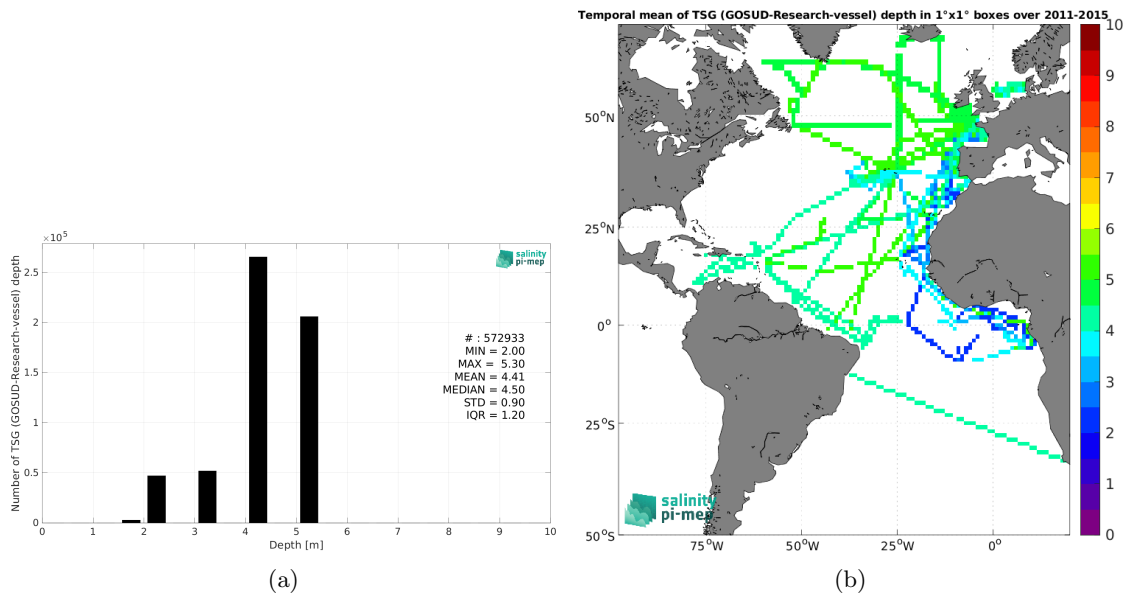 ×10⁵
2.5
2
1.5
1
0.5
0
Number of TSG (GOSUD-Research-vessel) depth
salinity
pi-mep
# : 572933
MIN = 2.00
MAX = 5.30
MEAN = 4.41
MEDIAN = 4.50
STD = 0.90
IQR = 1.20
0 1 2 3 4 5 6 7 8 9 10
Depth [m]
(a)
Temporal mean of TSG (GOSUD-Research-vessel) depth in 1°x1° boxes over 2011-2015
50°N
25°N
0°
25°S
50°S
salinity
pi-mep
75°W 50°W 25°W 0°
10
9
8
7
6
5
4
3
2
1
0
(b)